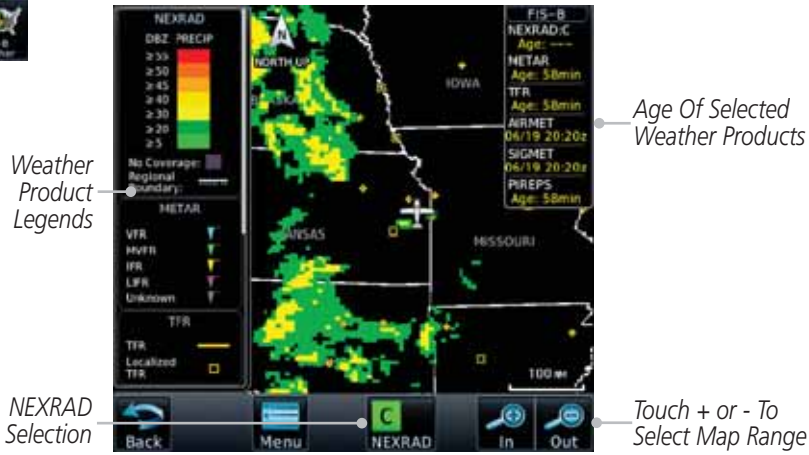 NEXRAD
DBZ PRECIP
≥55
≥50
≥45
≥40
≥30
≥20
≥5
No Coverage:
Regional
Boundary:
METAR
VFR
MVFR
IFR
LIFR
Unknown
TFR
TFR
Localized
TFR
N
NORTH UP
IOWA
ANSAS
MISSOURI
100
FIS-B
NEXRAD:C
Age: ---
METAR
Age: 58min
TFR
Age: 58min
AIRMET
06/19 20:20z
SIGMET
06/19 20:20z
PIREPS
Age: 58min
Back
Menu
C
NEXRAD
In
Out
Weather
Product
Legends
NEXRAD
Selection
Age Of Selected
Weather Products
Touch + or - To
Select Map Range